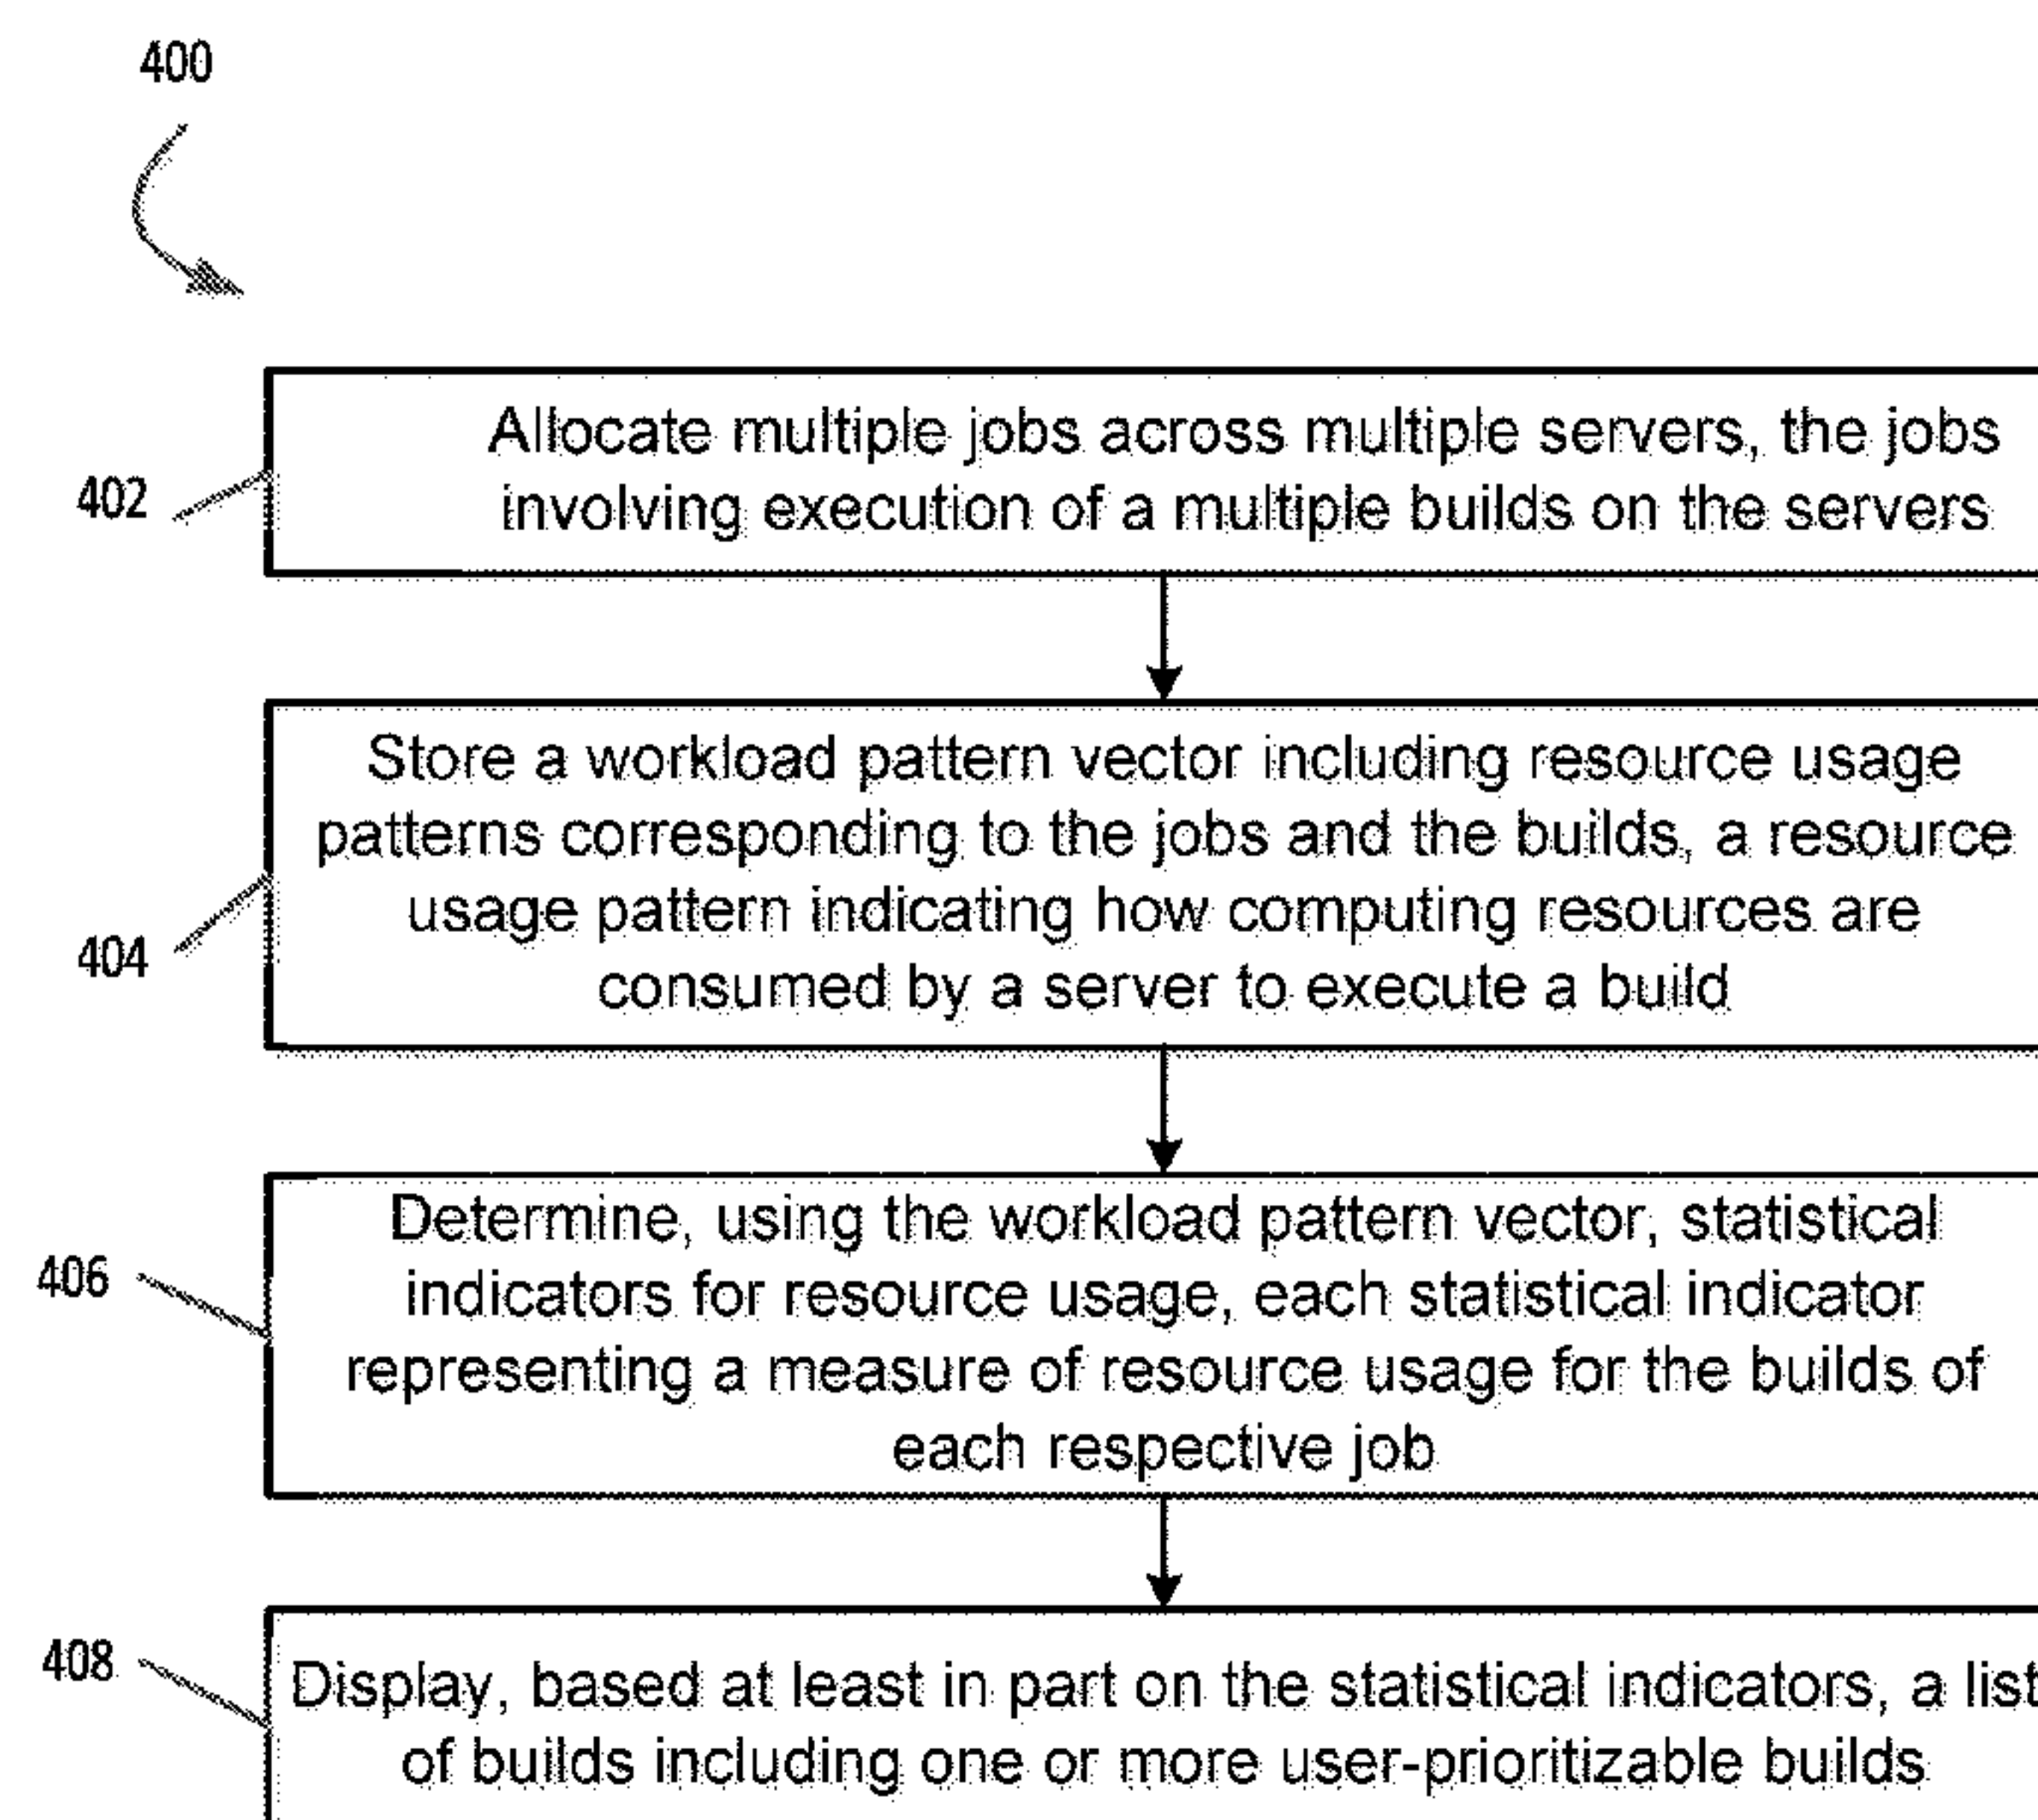 400
402
Allocate multiple jobs across multiple servers, the jobs
involving execution of a multiple builds on the servers
404
Store a workload pattern vector including resource usage
patterns corresponding to the jobs and the builds, a resource
usage pattern indicating how computing resources are
consumed by a server to execute a build
406
Determine, using the workload pattern vector, statistical
indicators for resource usage, each statistical indicator
representing a measure of resource usage for the builds of
each respective job
408
Display, based at least in part on the statistical indicators, a list
of builds including one or more user-prioritizable builds